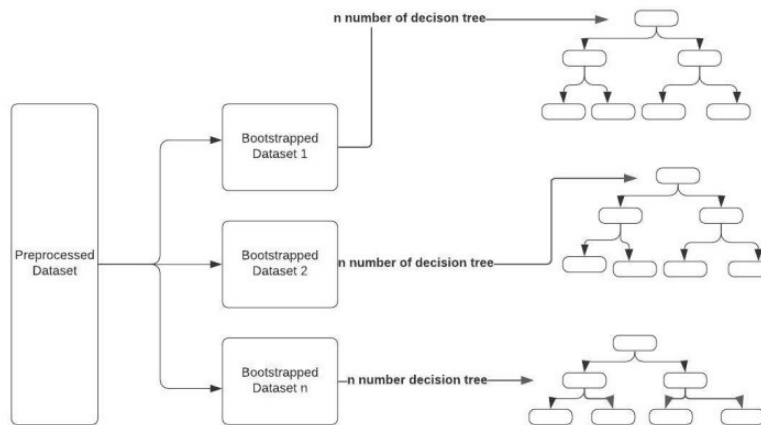 n number of decison tree
Bootstrapped
Dataset 1
Preprocessed
Dataset
Bootstrapped
Dataset 2
n number of decision tree
Bootstrapped
Dataset n
n number decision tree